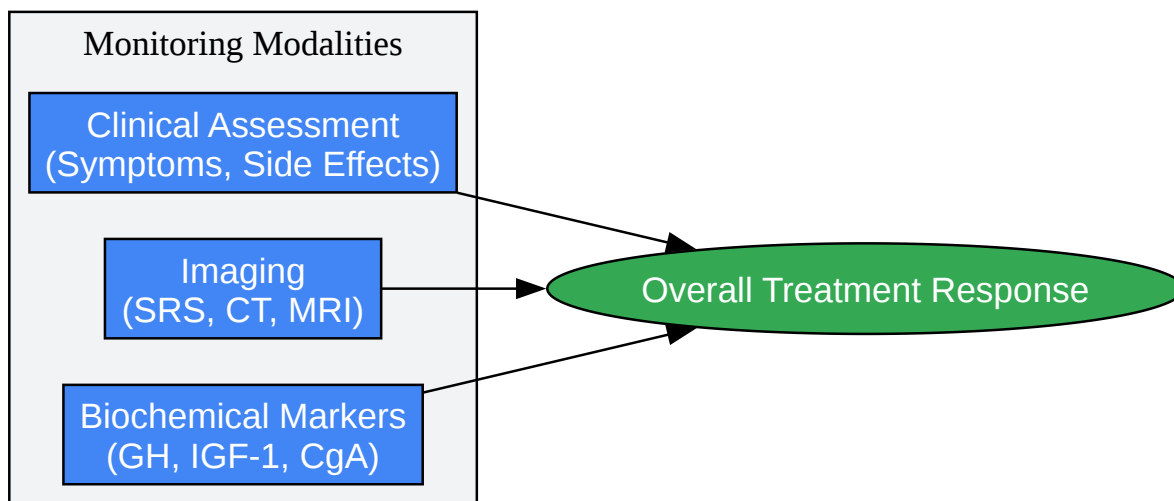 Monitoring Modalities
Clinical Assessment
(Symptoms, Side Effects)
Imaging
(SRS, CT, MRI)
Biochemical Markers
(GH, IGF-1, CgA)
Overall Treatment Response